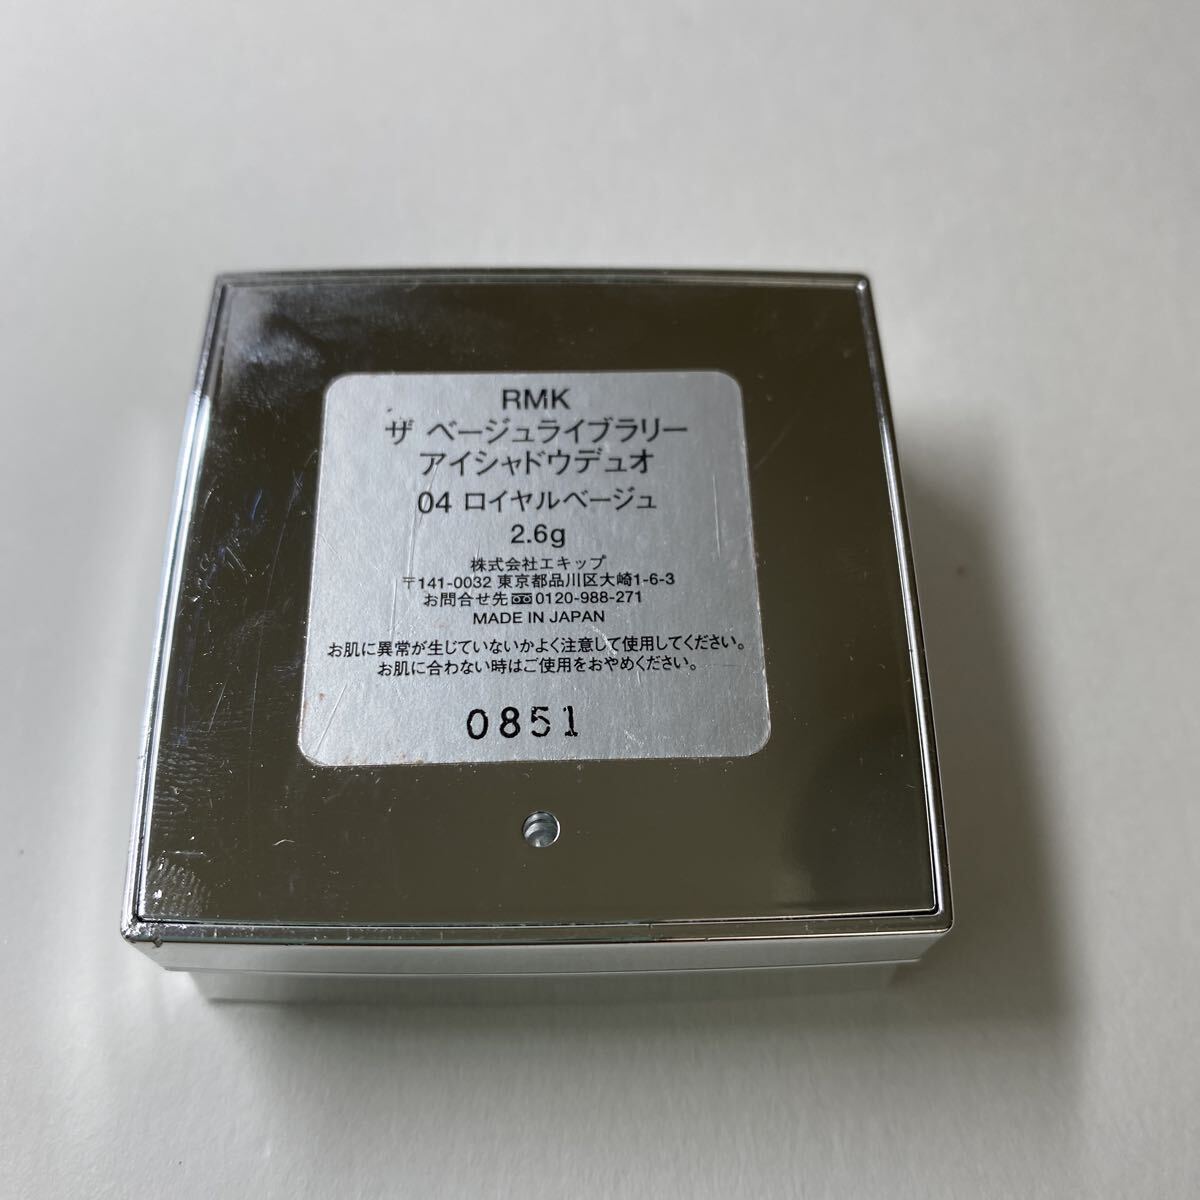 RMK
ザ ベージュライブラリー
アイシャドウデュオ
04 ロイヤルベージュ
2.6g
株式会社エキップ
〒141-0032 東京都品川区大崎1-6-3
お問合せ先 0120-988-271
MADE IN JAPAN
お肌に異常が生じていないかよく注意して使用してください。
お肌に合わない時はご使用をおやめください。
0851